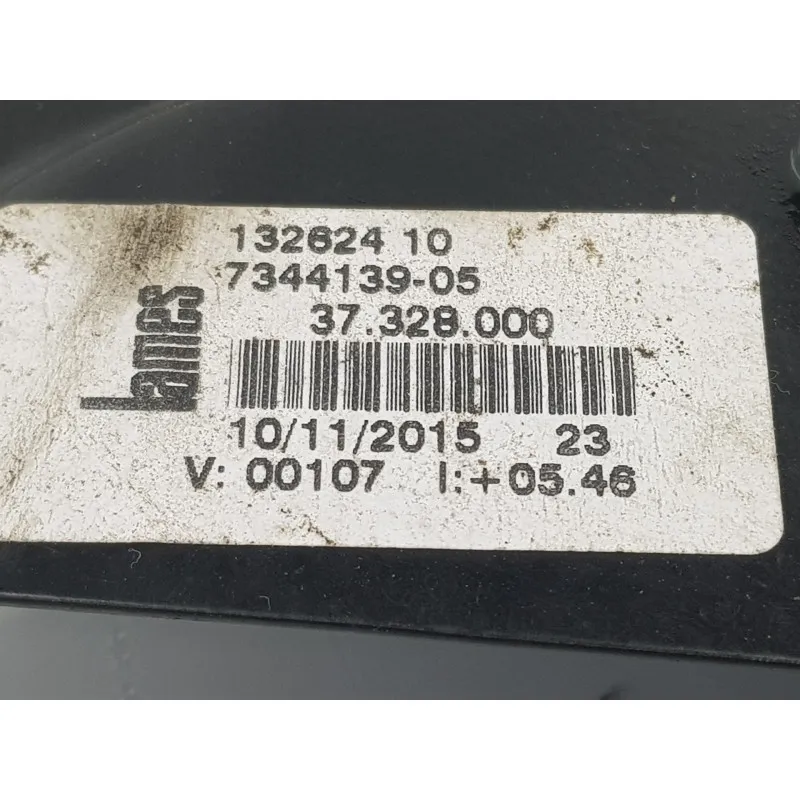 132624 10
7344139-05
37.328.000
Lames
10/11/2015 23
V: 00107 I:+05.46